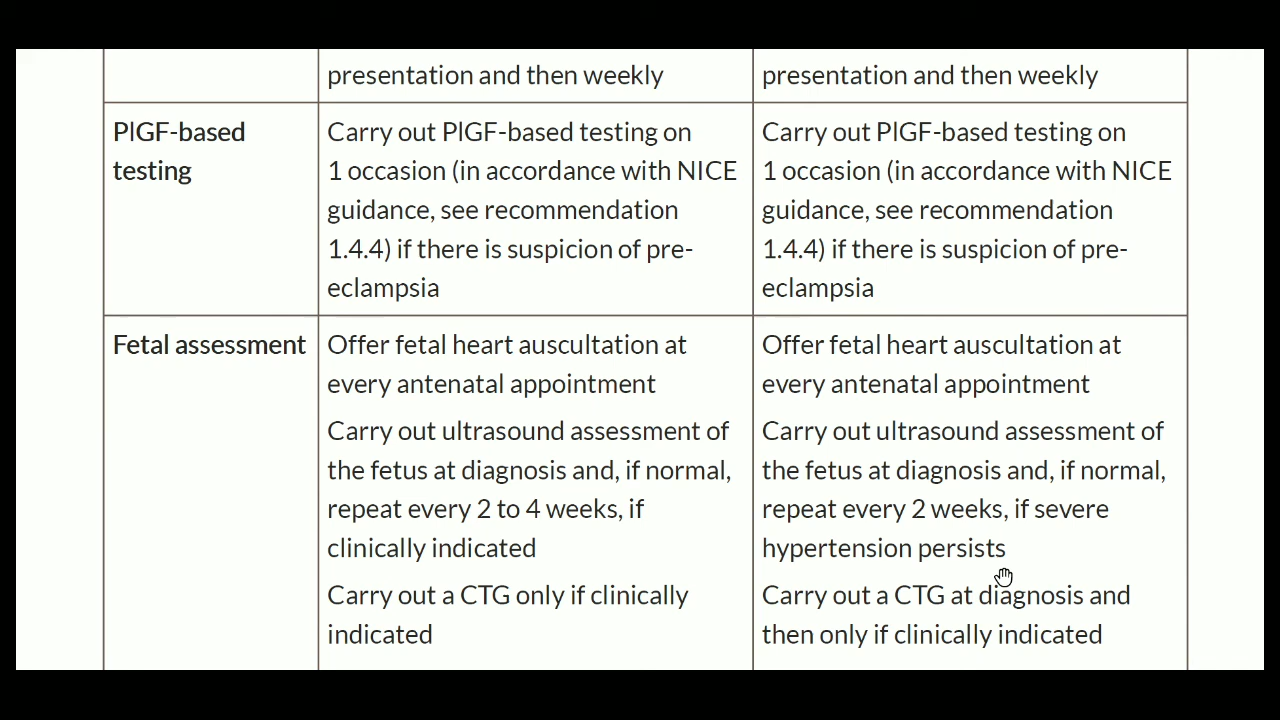 presentation and then weekly
presentation and then weekly
PlGF-based
testing
Carry out PlGF-based testing on
1 occasion (in accordance with NICE
guidance, see recommendation
1.4.4) if there is suspicion of pre-
eclampsia
Carry out PlGF-based testing on
1 occasion (in accordance with NICE
guidance, see recommendation
1.4.4) if there is suspicion of pre-
eclampsia
Fetal assessment
Offer fetal heart auscultation at
every antenatal appointment
Carry out ultrasound assessment of
the fetus at diagnosis and, if normal,
repeat every 2 to 4 weeks, if
clinically indicated
Carry out a CTG only if clinically
indicated
Offer fetal heart auscultation at
every antenatal appointment
Carry out ultrasound assessment of
the fetus at diagnosis and, if normal,
repeat every 2 weeks, if severe
hypertension persists
Carry out a CTG at diagnosis and
then only if clinically indicated